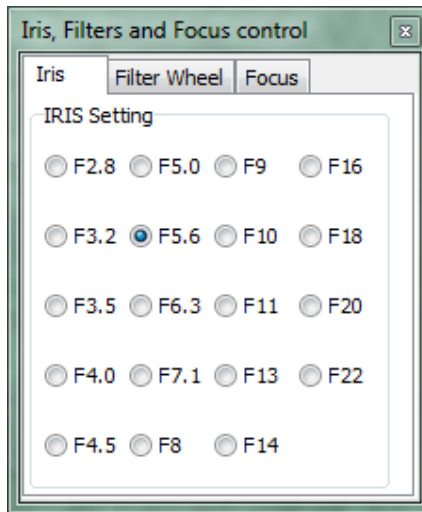 Iris, Filters and Focus control
Iris Filter Wheel Focus
IRIS Setting
F2.8 F5.0 F9 F16
F3.2 F5.6 F10 F18
F3.5 F6.3 F11 F20
F4.0 F7.1 F13 F22
F4.5 F8 F14